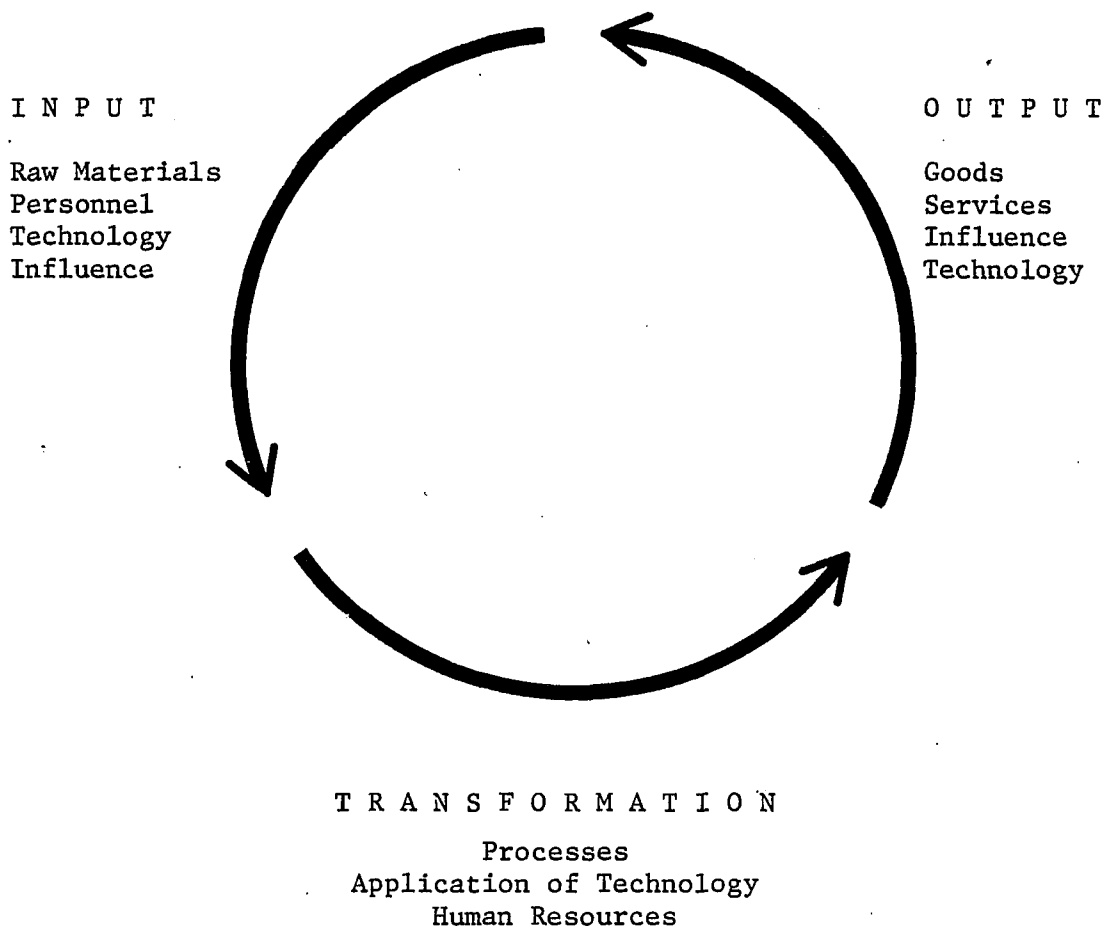 I N P U T
Raw Materials
Personnel
Technology
Influence
O U T P U T
Goods
Services
Influence
Technology
T R A N S F O R M A T I O N
Processes
Application of Technology
Human Resources